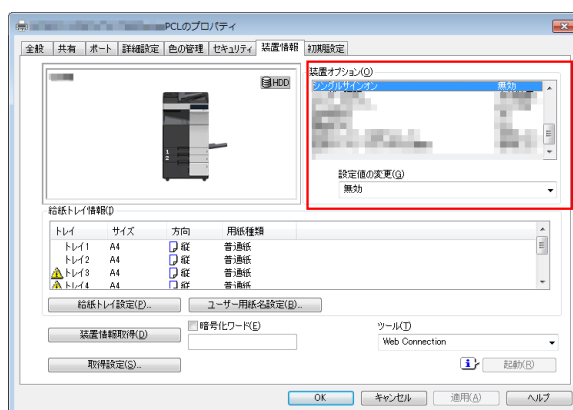 PCLのプロパティ
全般 共有 ポート 詳細設定 色の管理 セキュリティ 装置情報 初期設定
HDD
装置オプション(O)
シングルサインオン 無効
設定値の変更(G)
無効
給紙トレイ情報(I)
トレイ サイズ 方向 用紙種類
トレイ1 A4 縦 普通紙
トレイ2 A4 縦 普通紙
トレイ3 A4 縦 普通紙
トレイ4 A4 縦 普通紙
給紙トレイ設定(P)... ユーザー用紙名設定(B)...
装置情報取得(D) 暗号化ワード(E) ツール(T)
Web Connection
取得設定(S)... 起動(R)
OK キャンセル 適用(A) ヘルプ